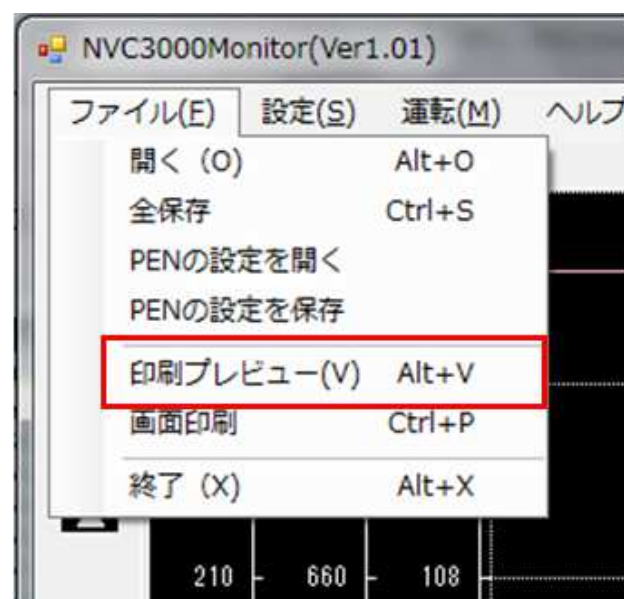 NVC3000Monitor(Ver1.01)
ファイル(F) 設定(S) 運転(M) ヘルプ
開く (O) Alt+O
全保存 Ctrl+S
PENの設定を開く
PENの設定を保存
印刷プレビュー(V) Alt+V
画面印刷 Ctrl+P
終了 (X) Alt+X
210 660 108